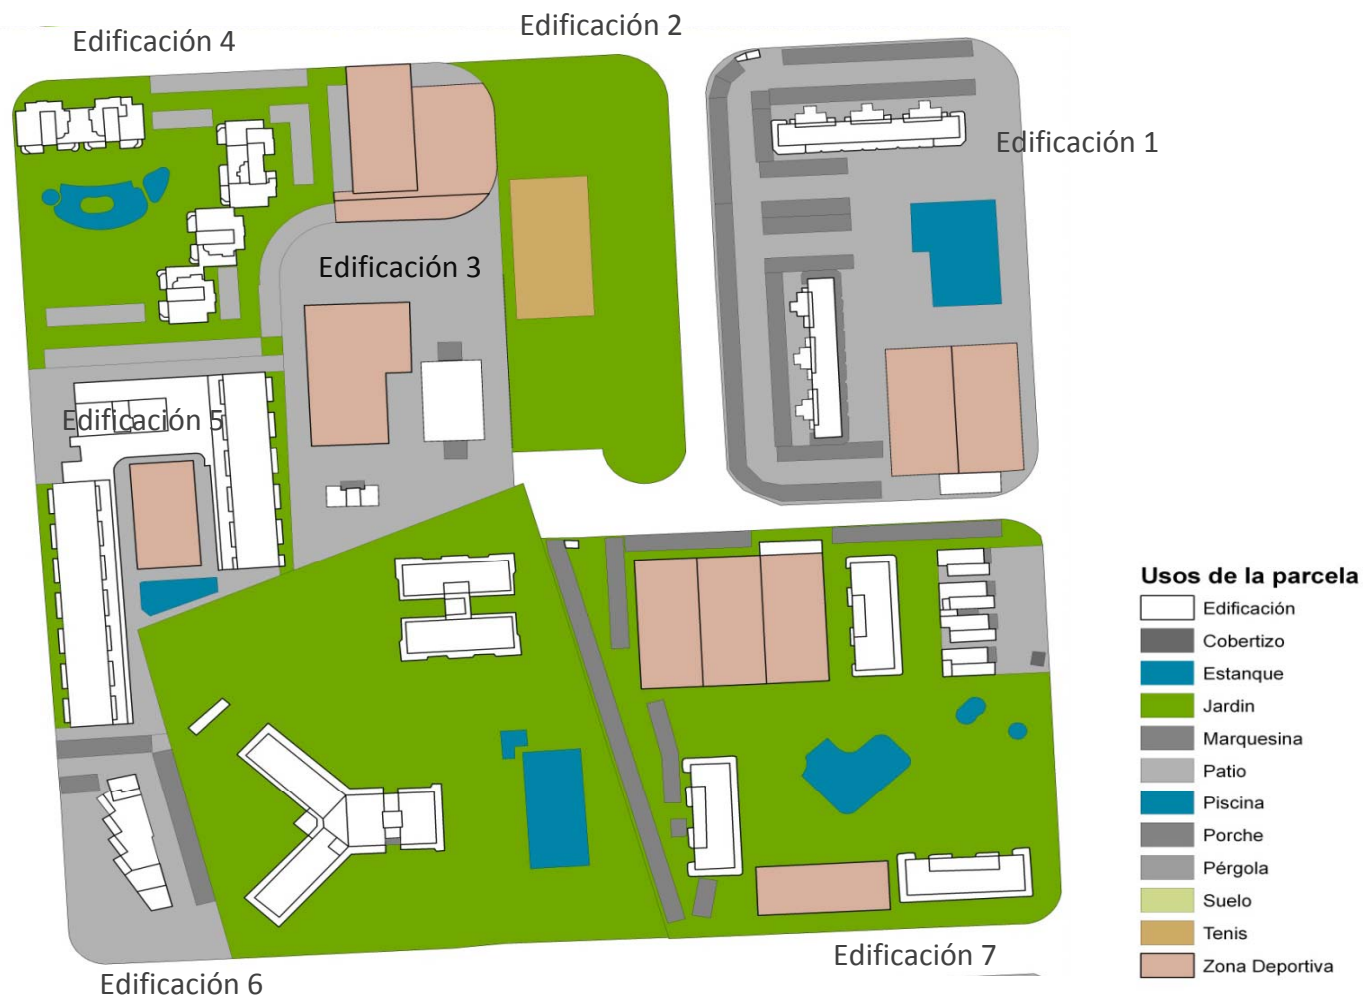 Edificación 2
Edificación 4
Edificación 1
Edificación 3
Edificación 5
Edificación 7
Edificación 6
Usos de la parcela
Edificación
Cobertizo
Estanque
Jardin
Marquesina
Patio
Piscina
Porche
Pérgola
Suelo
Tenis
Zona Deportiva